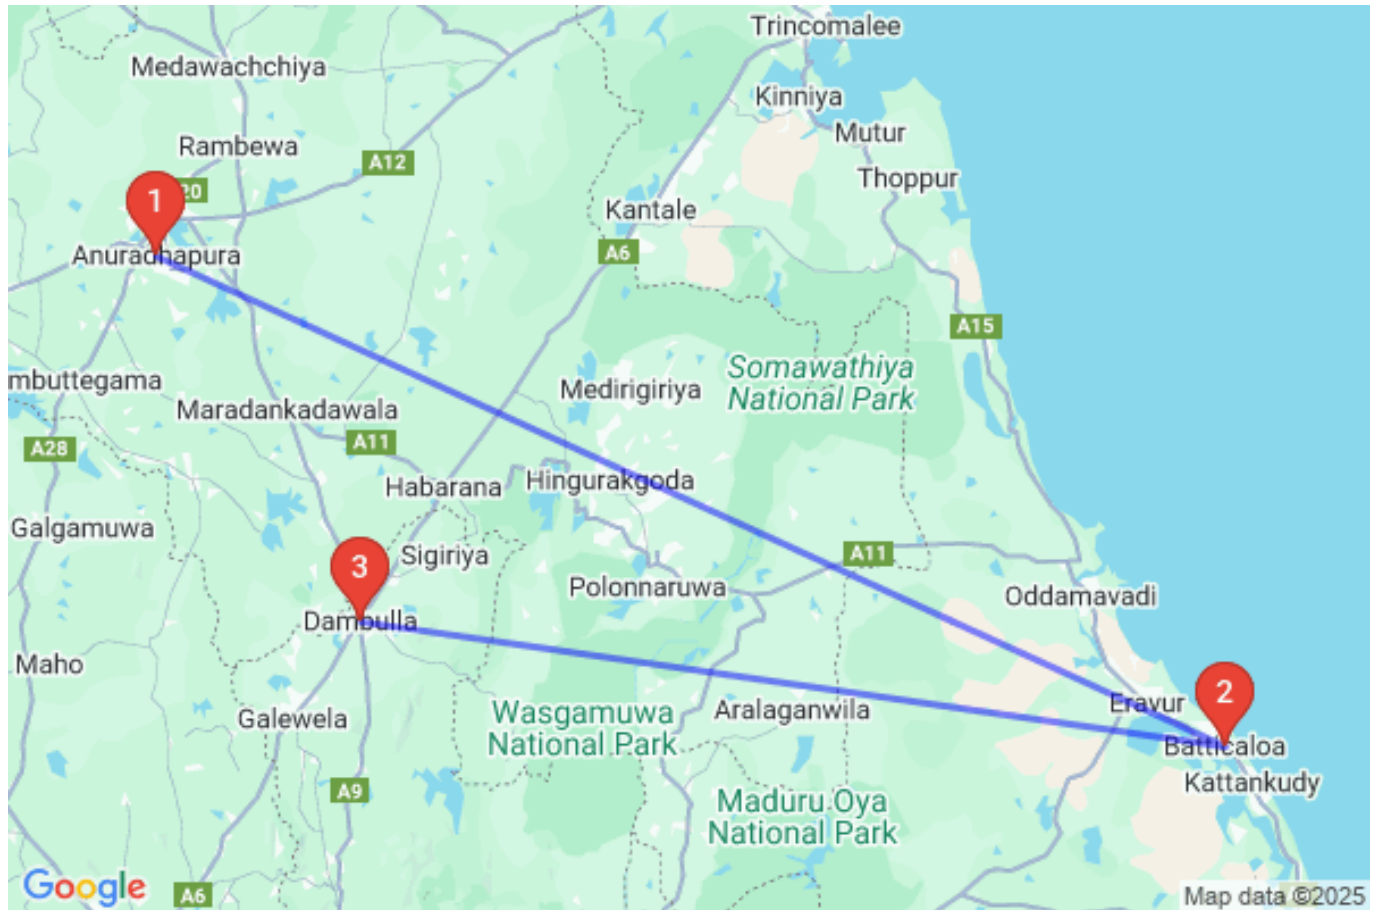 Trincomalee
Medawachchiya
Kinniya
Mutur
Rambewa
A12
Thoppur
20
1
Kantale
A6
Anuradhapura
A15
Somawathiya
National Park
mbuttegama
Medirigiriya
Maradankadawala
A28
A11
Habarana
Hingurakgoda
Galgamuwa
Sigiriya
A11
3
Polonnaruwa
Oddamavadi
Dambulla
Maho
2
Eravur
Galewela
Wasgamuwa
National Park
Aralaganwila
Batticaloa
Kattankudy
A9
Maduru Oya
National Park
Google
A6
Map data ©2025